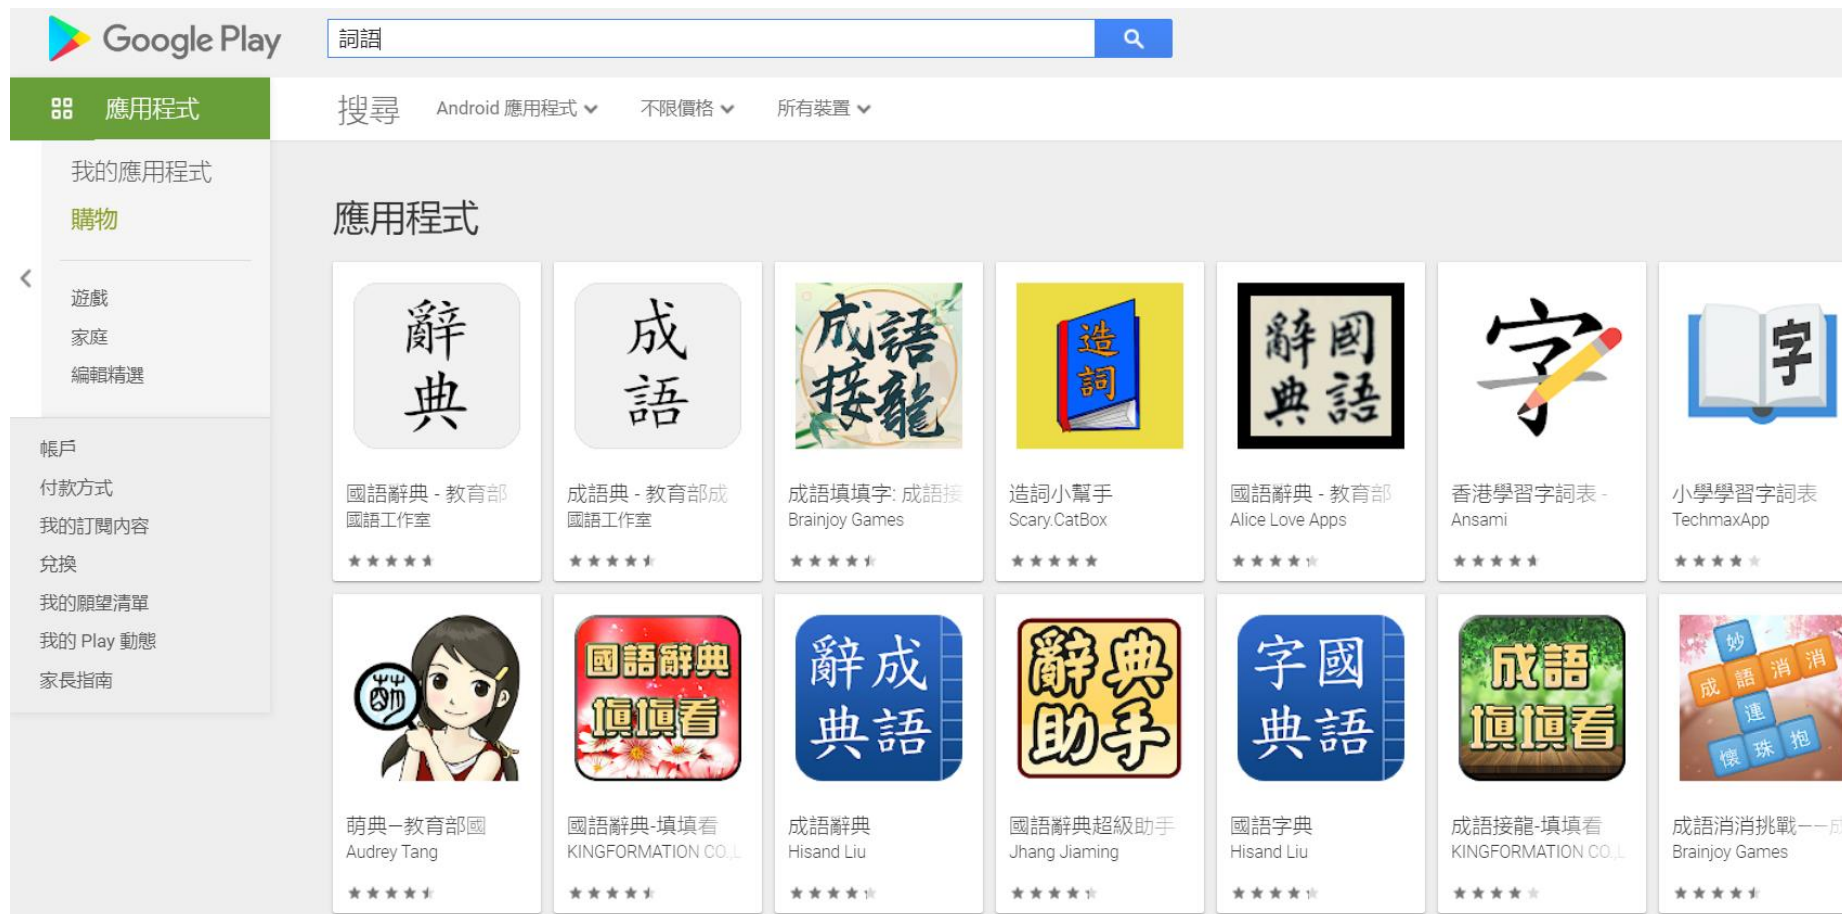 Google Play
詞語
應用程式
搜尋
Android 應用程式
不限價格
所有裝置
我的應用程式
購物
遊戲
家庭
編輯精選
帳戶
付款方式
我的訂閱內容
兌換
我的願望清單
我的 Play 動態
家長指南
應用程式
辭典
成語
成語接龍
造詞
國語辭典
字
字
國語辭典 - 教育部
國語工作室
成語典 - 教育部成
國語工作室
成語填填字: 成語接
Brainjoy Games
造詞小幫手
Scary.CatBox
國語辭典 - 教育部
Alice Love Apps
香港學習字詞表 -
Ansami
小學學習字詞表
TechmaxApp
萌
國語辭典
填填看
成語辭典
辭典
助手
國語字典
成語
填填看
妙
成語消消
連
懷珠抱
萌典—教育部國
Audrey Tang
國語辭典-填填看
KINGFORMATION CO.,L
成語辭典
Hisand Liu
國語辭典超級助手
Jhang Jiaming
國語字典
Hisand Liu
成語接龍-填填看
KINGFORMATION CO.,L
成語消消挑戰——成
Brainjoy Games